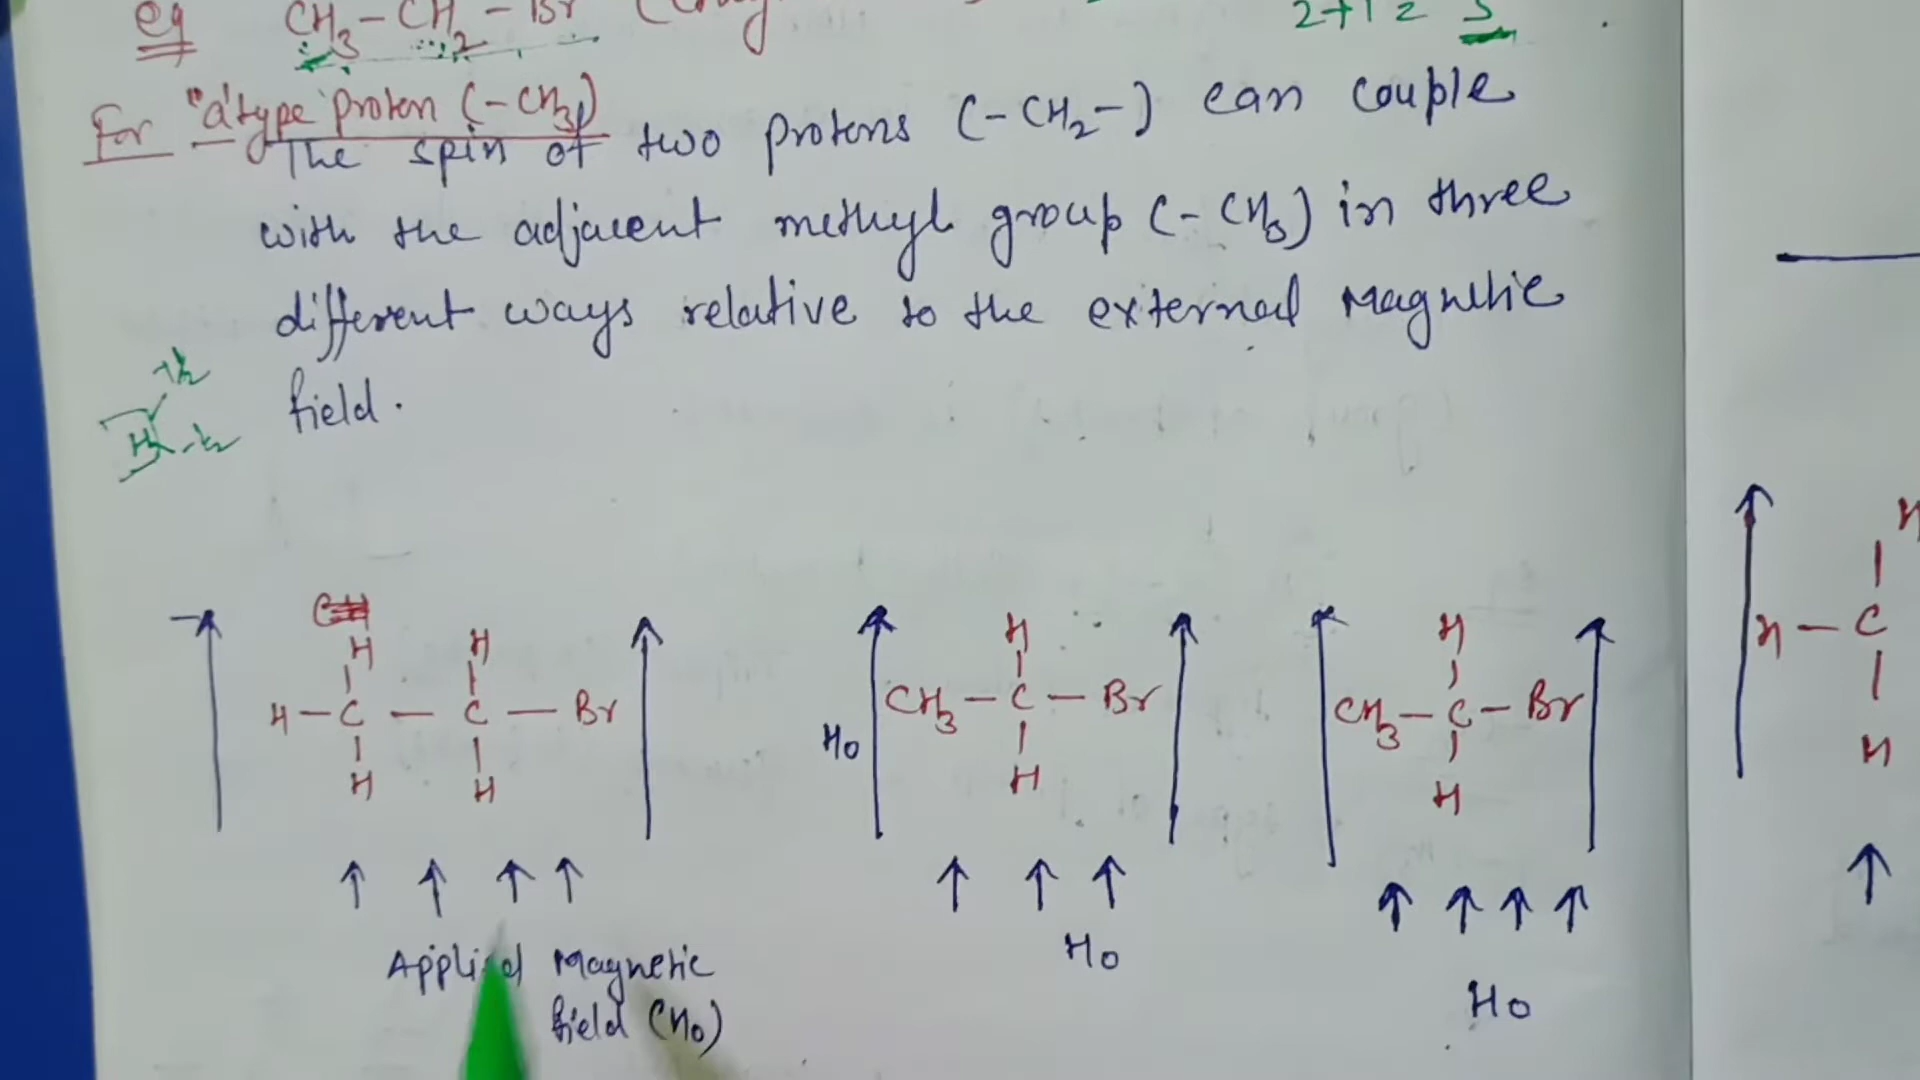 eg CH3 – CH2 – Br
2+1 = 3
For "a" type proton (–CH3)
The spin of two protons (–CH2–) can couple
with the adjacent methyl group (–CH3) in three
different ways relative to the external Magnetic
field.
H H
H – C – C – Br
H H
H0
H
CH3 – C – Br
H
H
CH3 – C – Br
H
H
H – C
H
Applied Magnetic
field (H0)
H0
H0